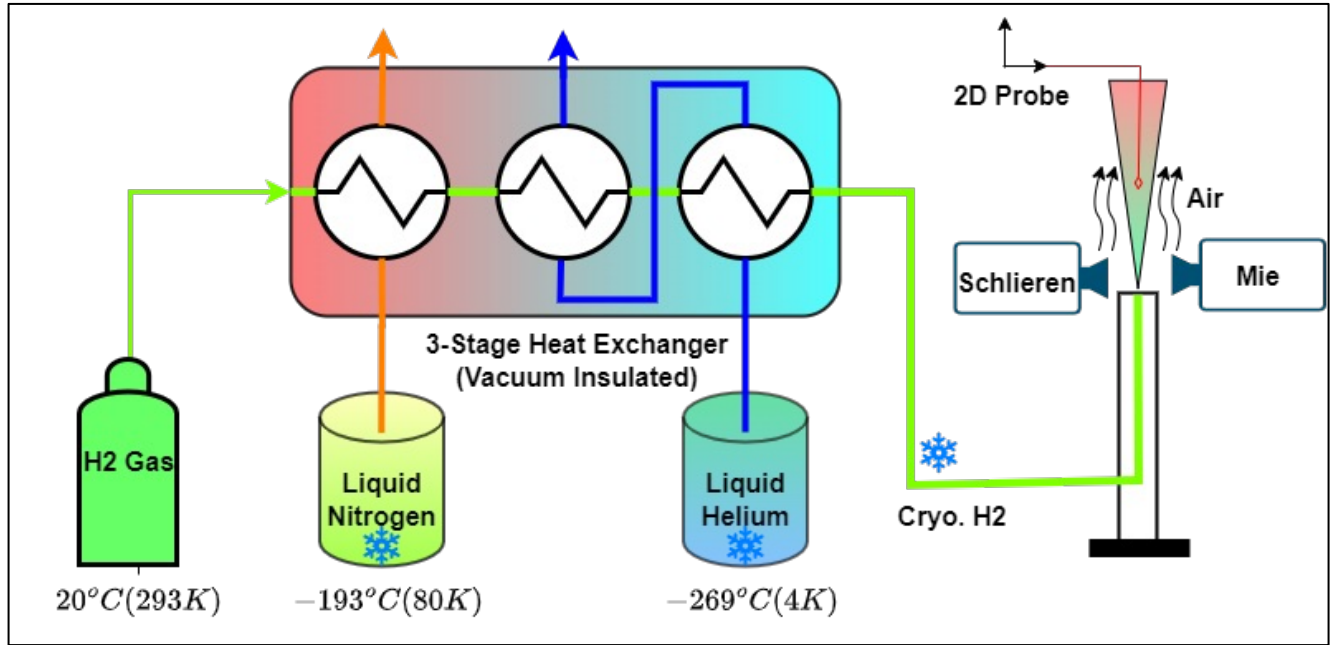 2D Probe
Air
Schlieren
Mie
3-Stage Heat Exchanger
(Vacuum Insulated)
H2 Gas
Liquid
Nitrogen
Liquid
Helium
Cryo. H2
20°C(293K)
−193°C(80K)
−269°C(4K)